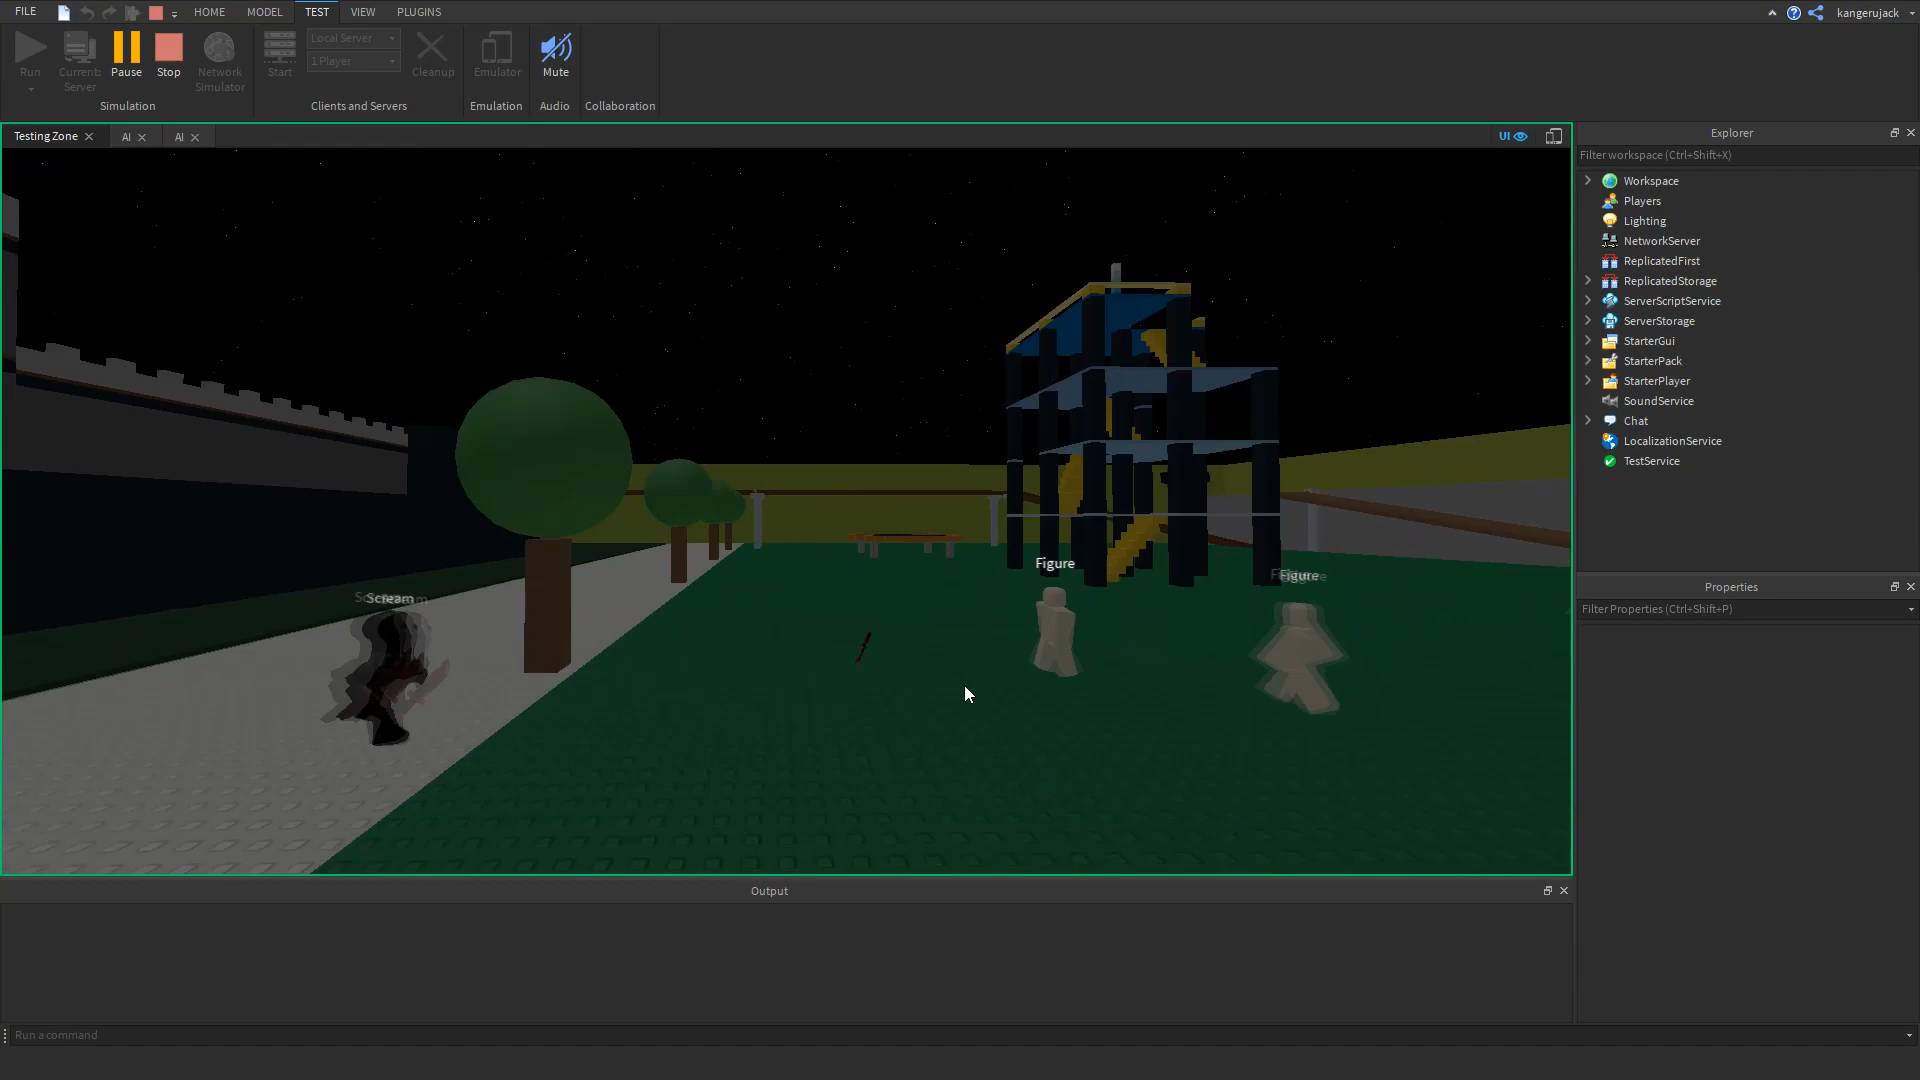 FILE HOME MODEL TEST VIEW PLUGINS kangerujack
Run Current: Server Pause Stop Network Simulator Start Local Server 1 Player Cleanup Emulator Mute
Simulation Clients and Servers Emulation Audio Collaboration
Testing Zone AI AI UI
Explorer
Filter workspace (Ctrl+Shift+X)
Workspace
Players
Lighting
NetworkServer
ReplicatedFirst
ReplicatedStorage
ServerScriptService
ServerStorage
StarterGui
StarterPack
StarterPlayer
SoundService
Chat
LocalizationService
TestService
Figure
Figure
Scream
Properties
Filter Properties (Ctrl+Shift+P)
Output
Run a command